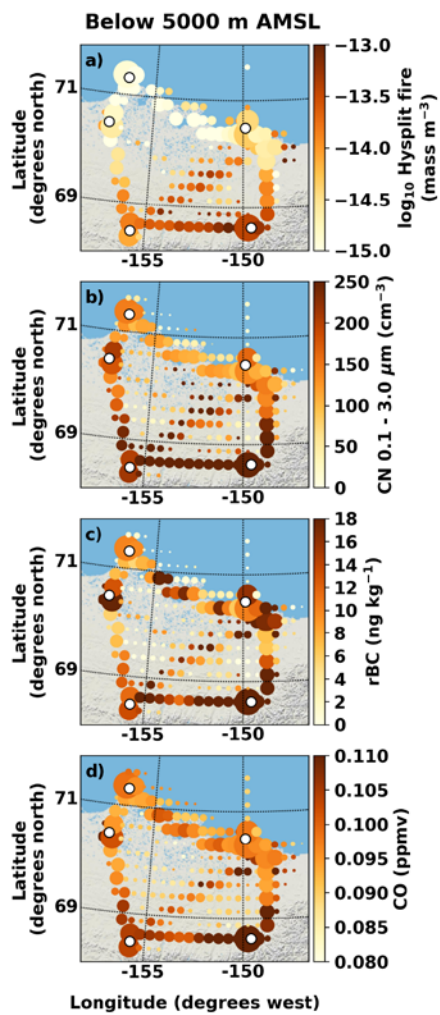 Below 5000 m AMSL
a)
71
69
Latitude
(degrees north)
-155
-150
−13.0
−13.5
−14.0
−14.5
−15.0
log₁₀ Hysplit fire
(mass m⁻³)
b)
71
69
Latitude
(degrees north)
-155
-150
250
200
150
100
50
0
CN 0.1 - 3.0 μm (cm⁻³)
c)
71
69
Latitude
(degrees north)
-155
-150
18
16
14
12
10
8
6
4
2
0
rBC (ng kg⁻¹)
d)
71
69
Latitude
(degrees north)
-155
-150
0.110
0.105
0.100
0.095
0.090
0.085
0.080
CO (ppmv)
Longitude (degrees west)